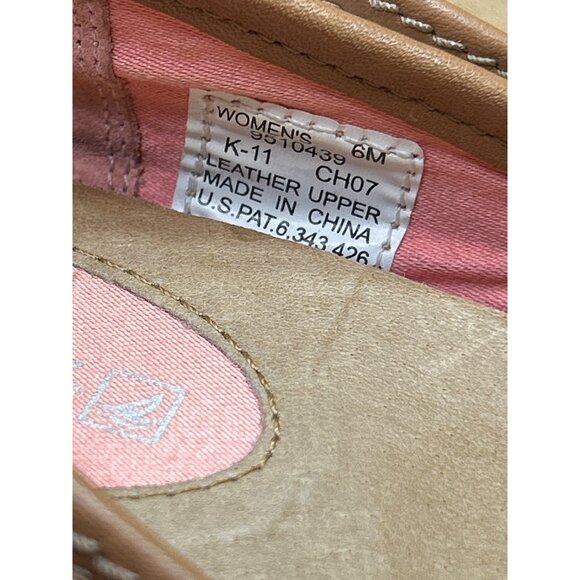 WOMEN'S 6M
9510439
K-11 CH07
LEATHER UPPER
MADE IN CHINA
U.S.PAT.6,343,426